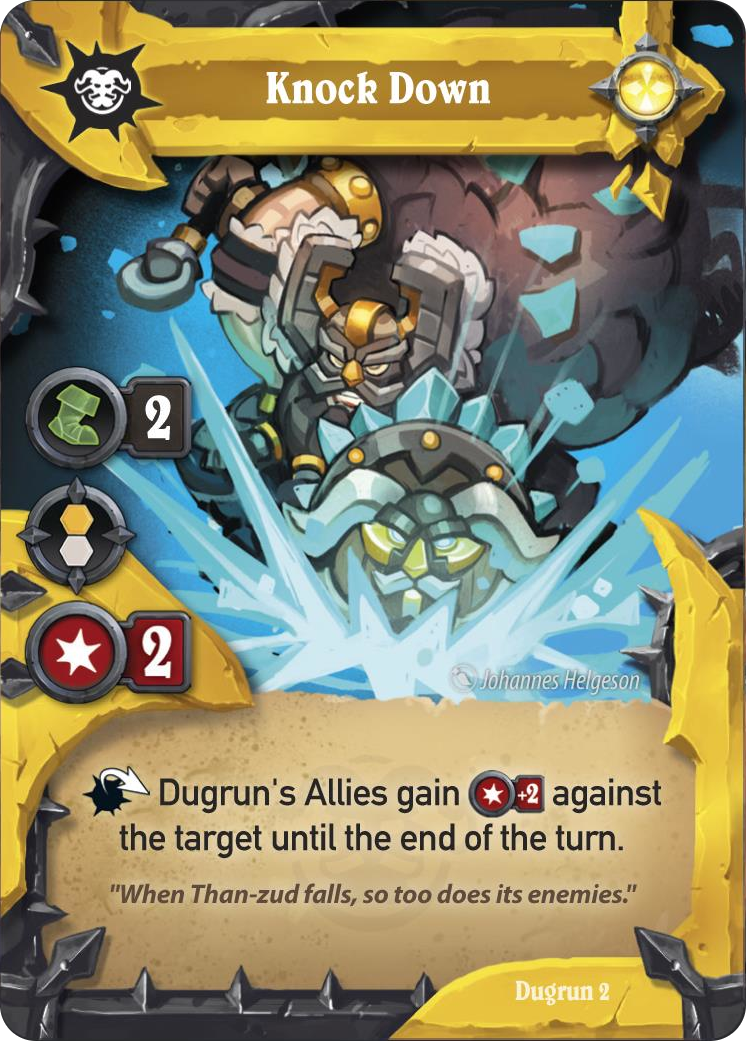 Knock Down
2
2
Johannes Helgeson
Dugrun's Allies gain +2 against
the target until the end of the turn.
"When Than-zud falls, so too does its enemies."
Dugrun 2